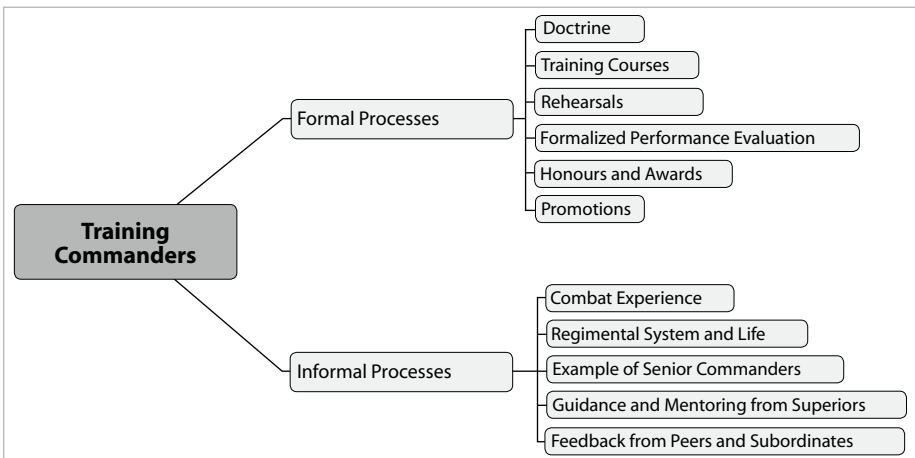 Training
Commanders
Formal Processes
Doctrine
Training Courses
Rehearsals
Formalized Performance Evaluation
Honours and Awards
Promotions
Informal Processes
Combat Experience
Regimental System and Life
Example of Senior Commanders
Guidance and Mentoring from Superiors
Feedback from Peers and Subordinates